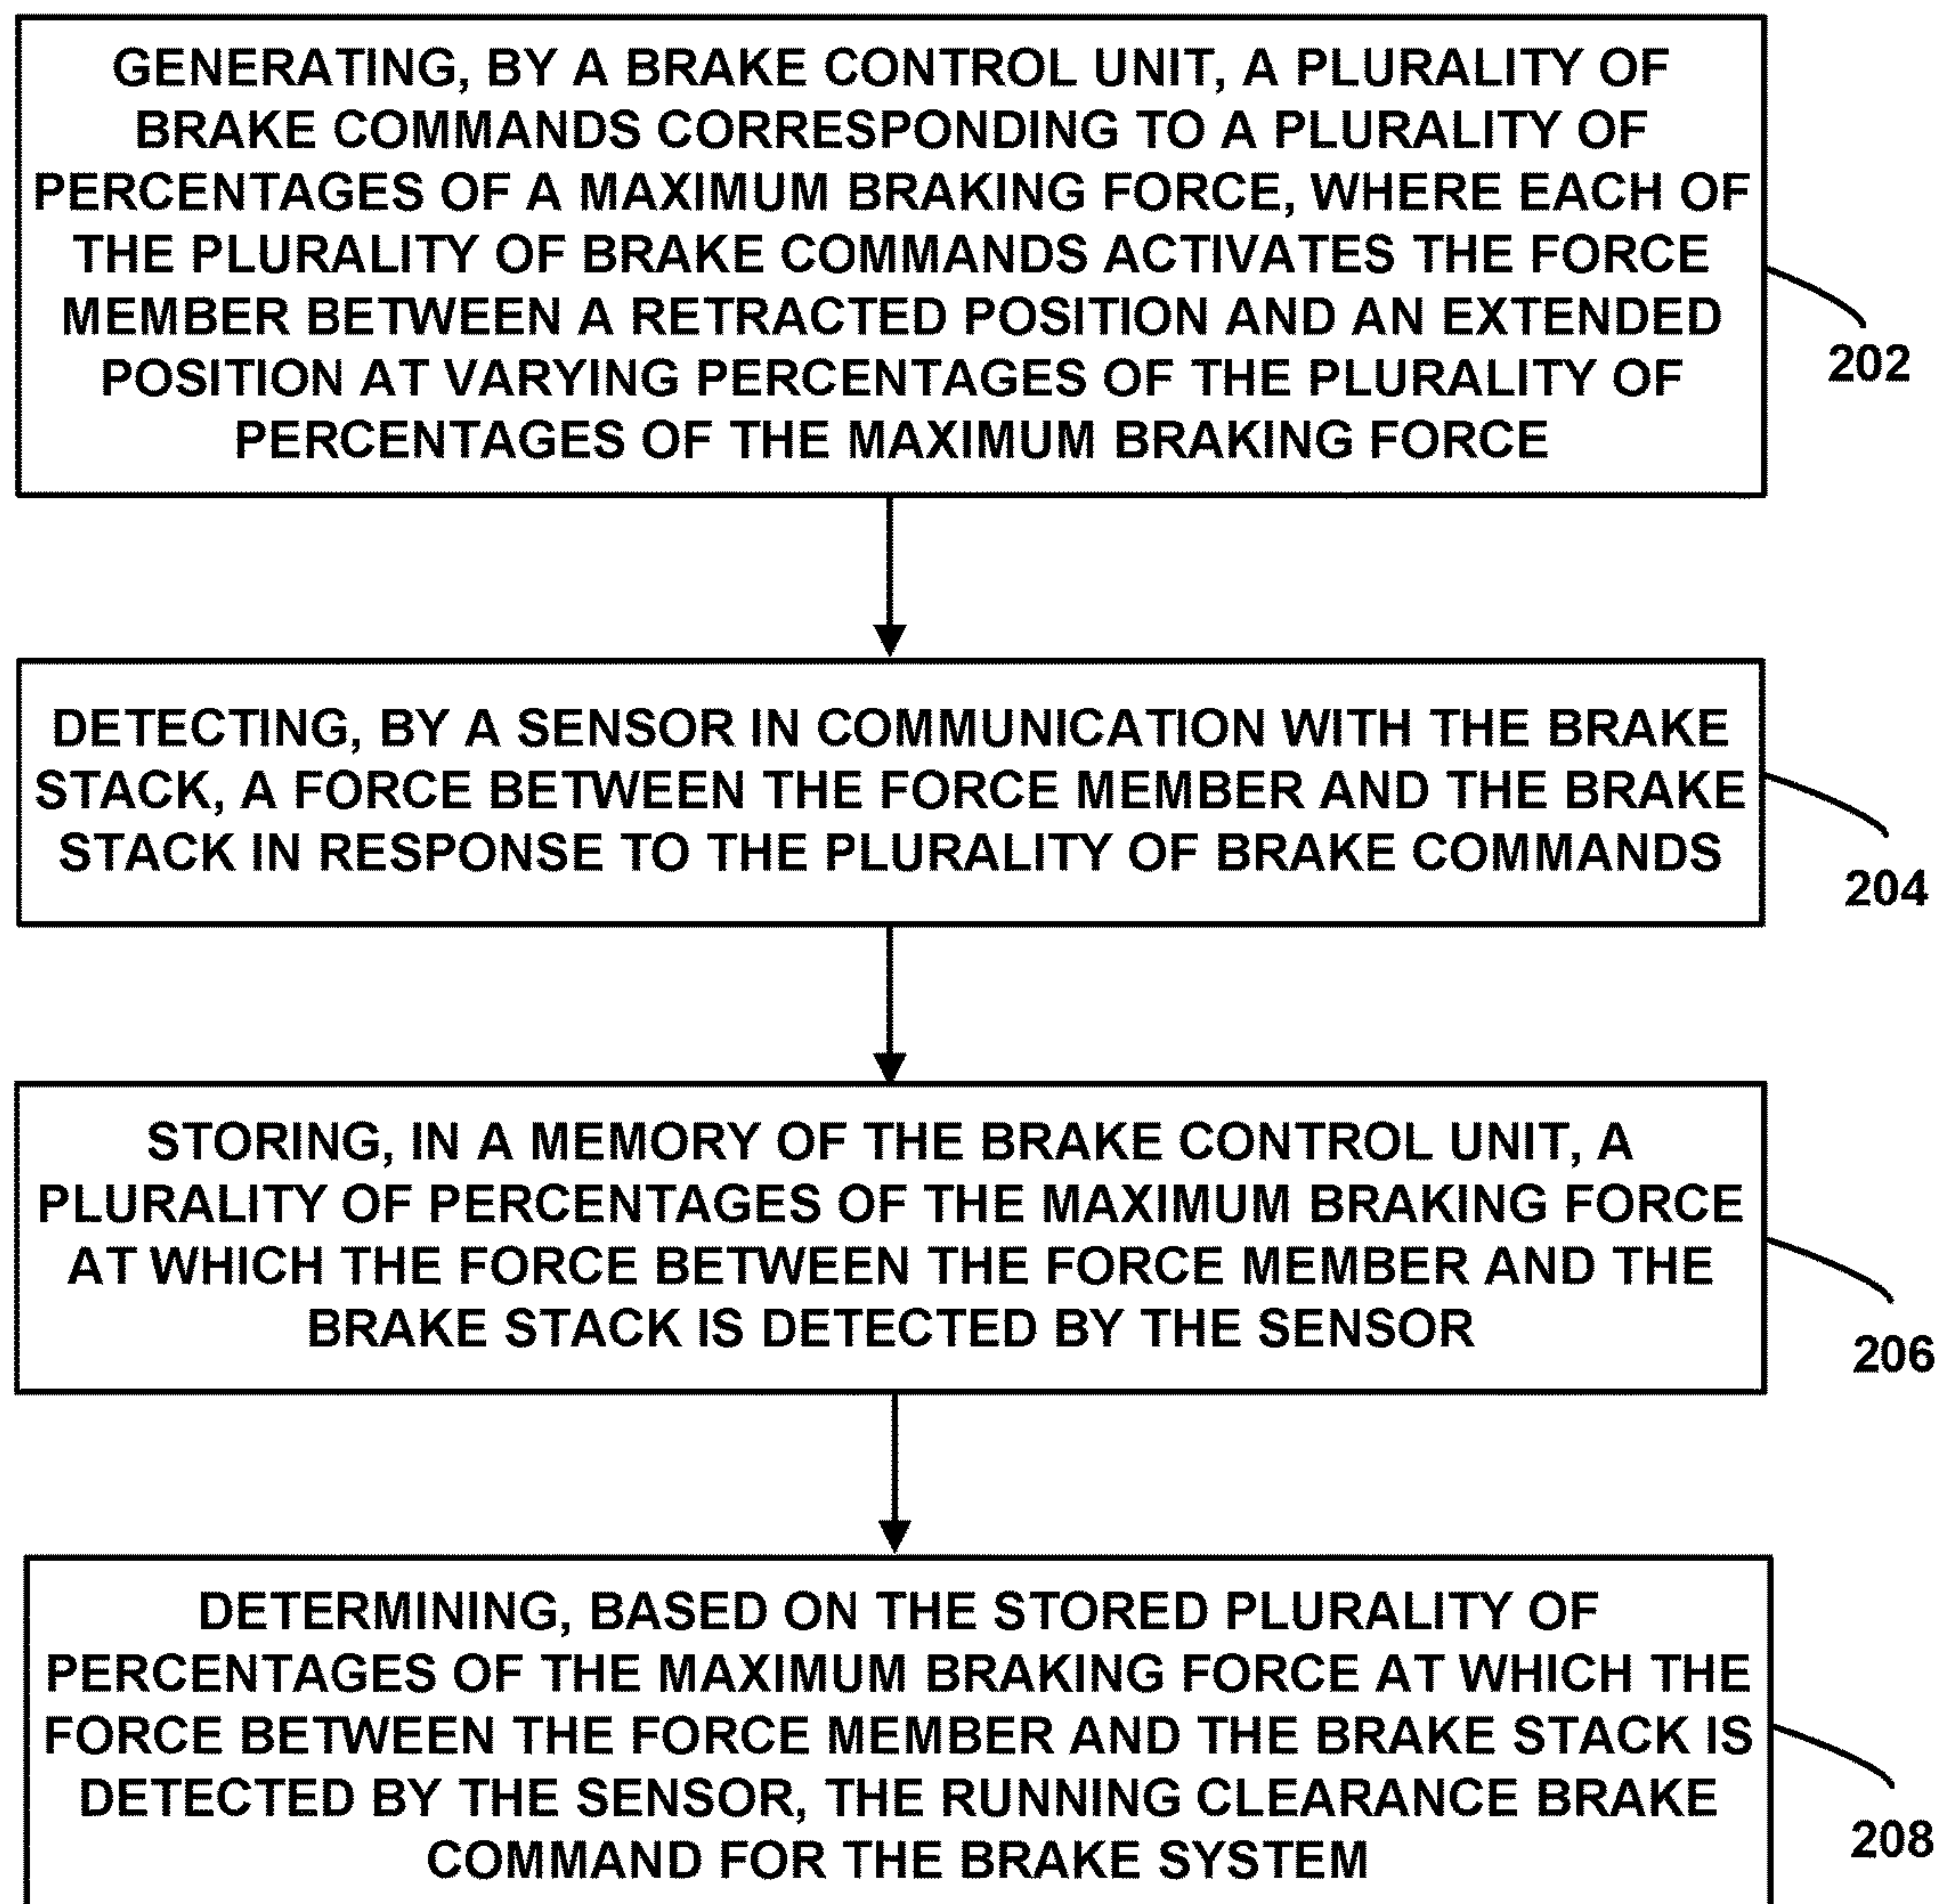 GENERATING, BY A BRAKE CONTROL UNIT, A PLURALITY OF
BRAKE COMMANDS CORRESPONDING TO A PLURALITY OF
PERCENTAGES OF A MAXIMUM BRAKING FORCE, WHERE EACH OF
THE PLURALITY OF BRAKE COMMANDS ACTIVATES THE FORCE
MEMBER BETWEEN A RETRACTED POSITION AND AN EXTENDED
POSITION AT VARYING PERCENTAGES OF THE PLURALITY OF
PERCENTAGES OF THE MAXIMUM BRAKING FORCE
202
DETECTING, BY A SENSOR IN COMMUNICATION WITH THE BRAKE
STACK, A FORCE BETWEEN THE FORCE MEMBER AND THE BRAKE
STACK IN RESPONSE TO THE PLURALITY OF BRAKE COMMANDS
204
STORING, IN A MEMORY OF THE BRAKE CONTROL UNIT, A
PLURALITY OF PERCENTAGES OF THE MAXIMUM BRAKING FORCE
AT WHICH THE FORCE BETWEEN THE FORCE MEMBER AND THE
BRAKE STACK IS DETECTED BY THE SENSOR
206
DETERMINING, BASED ON THE STORED PLURALITY OF
PERCENTAGES OF THE MAXIMUM BRAKING FORCE AT WHICH THE
FORCE BETWEEN THE FORCE MEMBER AND THE BRAKE STACK IS
DETECTED BY THE SENSOR, THE RUNNING CLEARANCE BRAKE
COMMAND FOR THE BRAKE SYSTEM
208